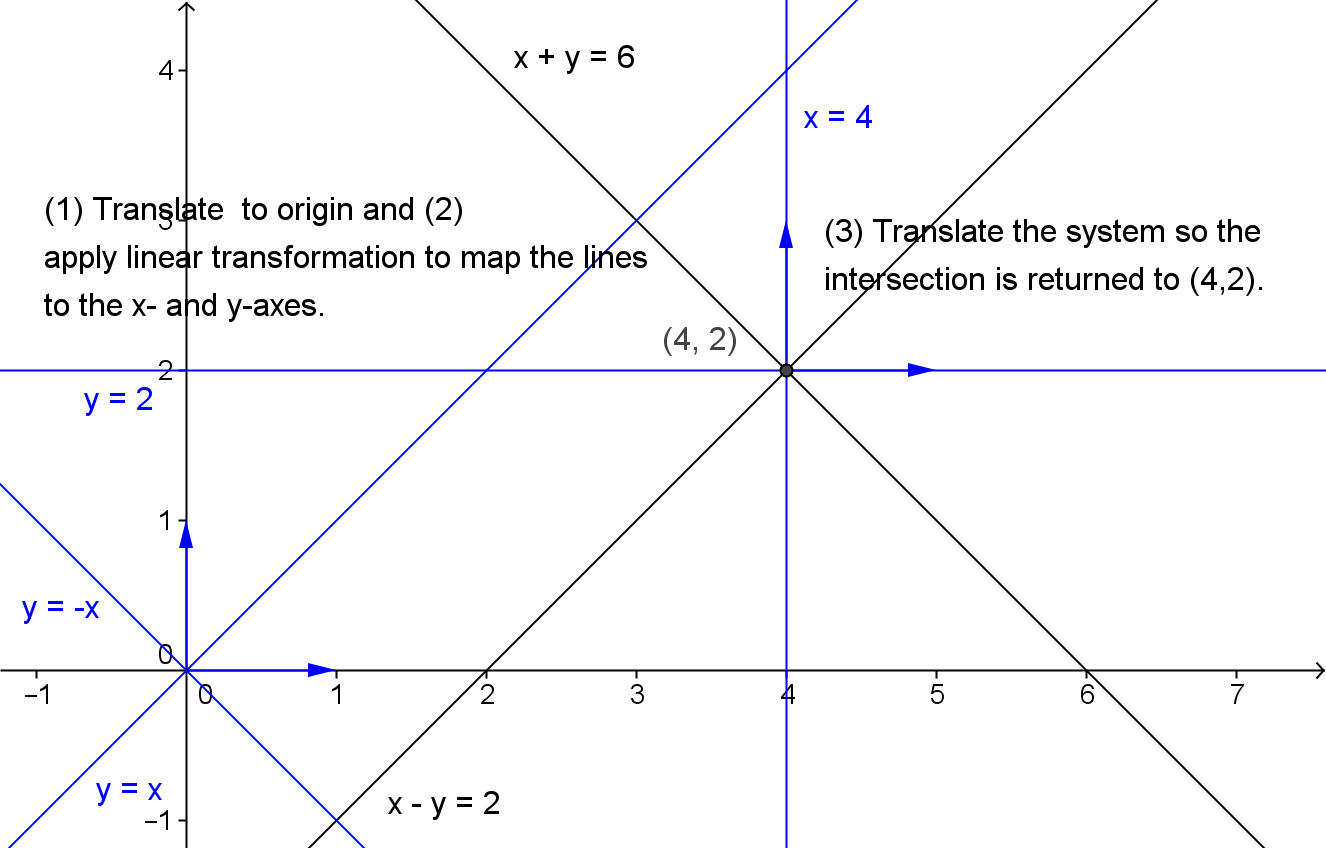 x + y = 6
4
x = 4
(1) Translate  to origin and (2)
3
apply linear transformation to map the lines
to the x- and y-axes.
(3) Translate the system so the
intersection is returned to (4,2).
(4, 2)
2
y = 2
1
y = -x
0
−1 0 1 2 3 4 5 6 7
y = x
x - y = 2
−1